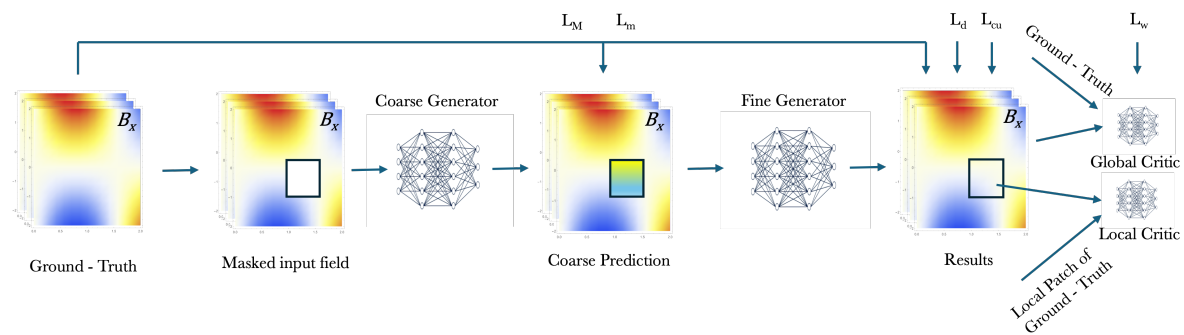 L_M L_m L_d L_cu L_w
Ground - Truth
Coarse Generator
Fine Generator
B_x
B_x
B_x
B_x
Global Critic
Local Critic
Ground - Truth
Masked input field
Coarse Prediction
Results
Local Patch of
Ground - Truth